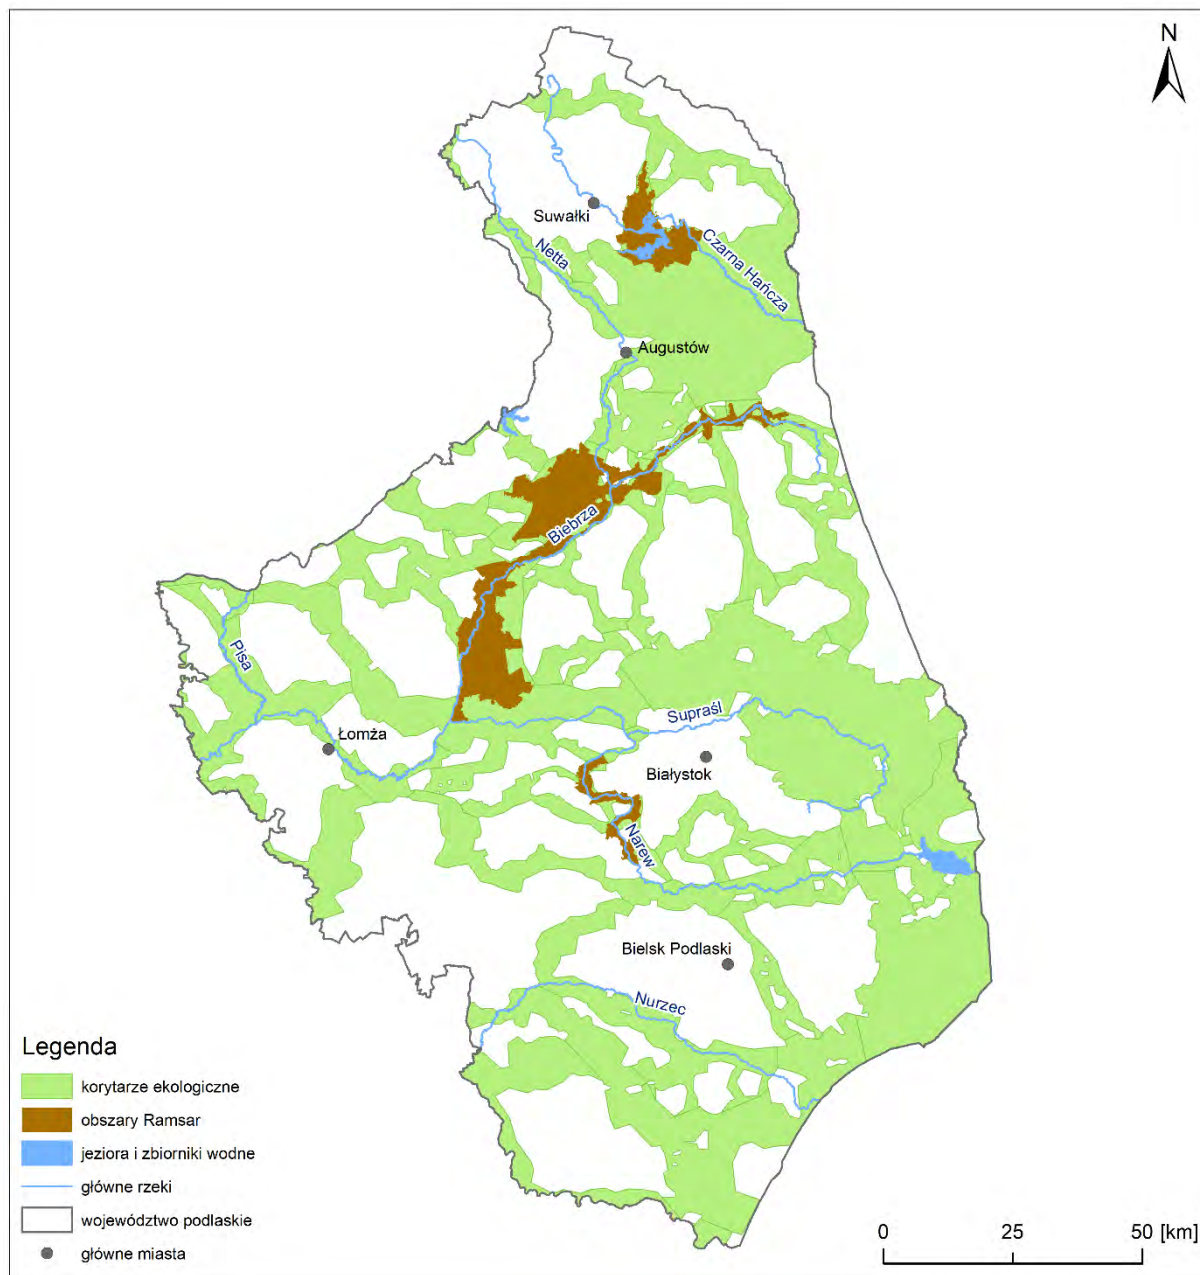 N
Suwałki
Netta
Czarna Hańcza
Augustów
Biebrza
Pisa
Łomża
Supraśl
Białystok
Narew
Bielsk Podlaski
Nurzec
Legenda
korytarze ekologiczne
obszary Ramsar
jeziora i zbiorniki wodne
główne rzeki
województwo podlaskie
główne miasta
0 25 50 [km]